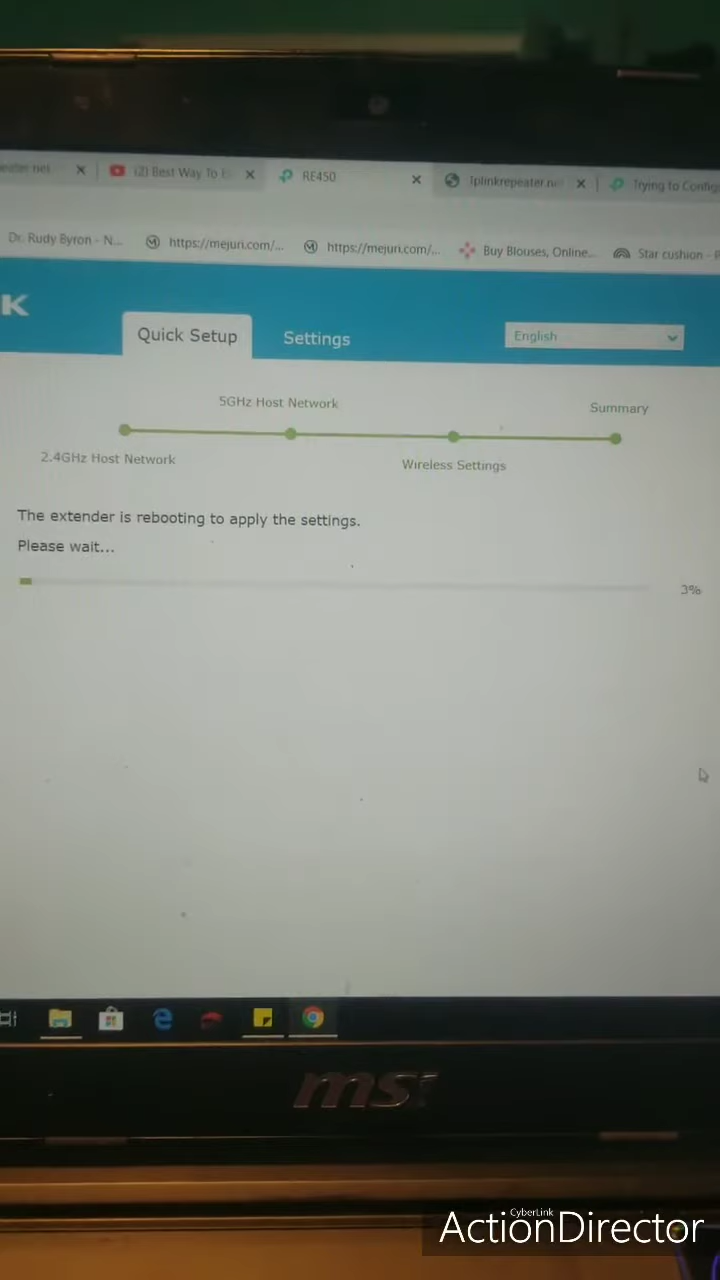 (2) Best Way To
RE450
Tplinkrepeater.ne
Trying to Config
Dr. Rudy Byron - N...
https://mejuri.com/...
https://mejuri.com/...
Buy Blouses, Online...
Star cushion - P
K
Quick Setup
Settings
English
5GHz Host Network
Summary
2.4GHz Host Network
Wireless Settings
The extender is rebooting to apply the settings.
Please wait...
3%
msi
CyberLink
ActionDirector